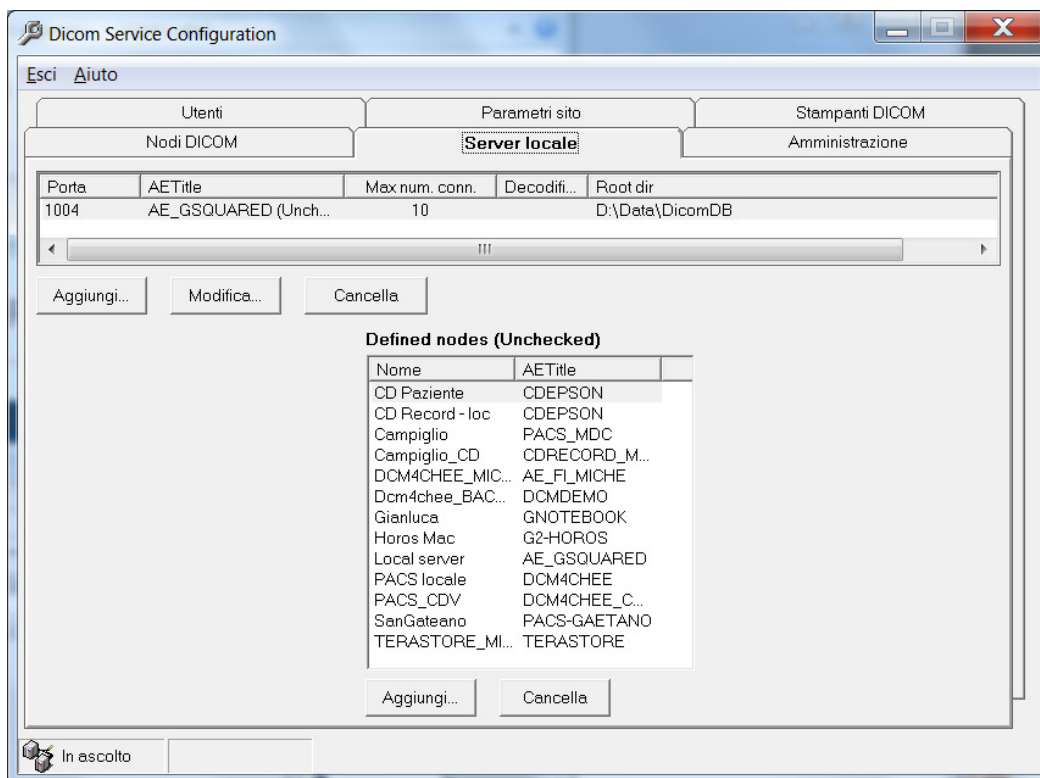 Dicom Service Configuration
Esci Aiuto
Utenti Parametri sito Stampanti DICOM
Nodi DICOM Server locale Amministrazione
Porta AETitle Max num. conn. Decodifi... Root dir
1004 AE_GSQUARED (Unch... 10 D:\Data\DicomDB
Aggiungi... Modifica... Cancella
Defined nodes (Unchecked)
Nome AETitle
CD Paziente CDEPSON
CD Record - loc CDEPSON
Campiglio PACS_MDC
Campiglio_CD CDRECORD_M...
DCM4CHEE_MIC... AE_FI_MICHE
Dcm4chee_BAC... DCMDEMO
Gianluca GNOTEBOOK
Horos Mac G2-HOROS
Local server AE_GSQUARED
PACS locale DCM4CHEE
PACS_CDV DCM4CHEE_C...
SanGateano PACS-GAETANO
TERASTORE_MI... TERASTORE
Aggiungi... Cancella
In ascolto